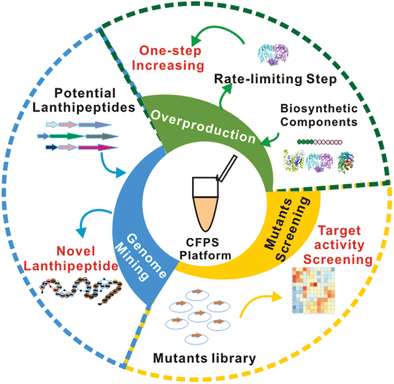 One-step
Increasing
Rate-limiting Step
Potential
Lanthipeptides
Biosynthetic
Components
Overproduction
CFPS
Platform
Genome
Mining
Mutants
Screening
Novel
Lanthipeptide
Target
activity
Screening
Mutants library